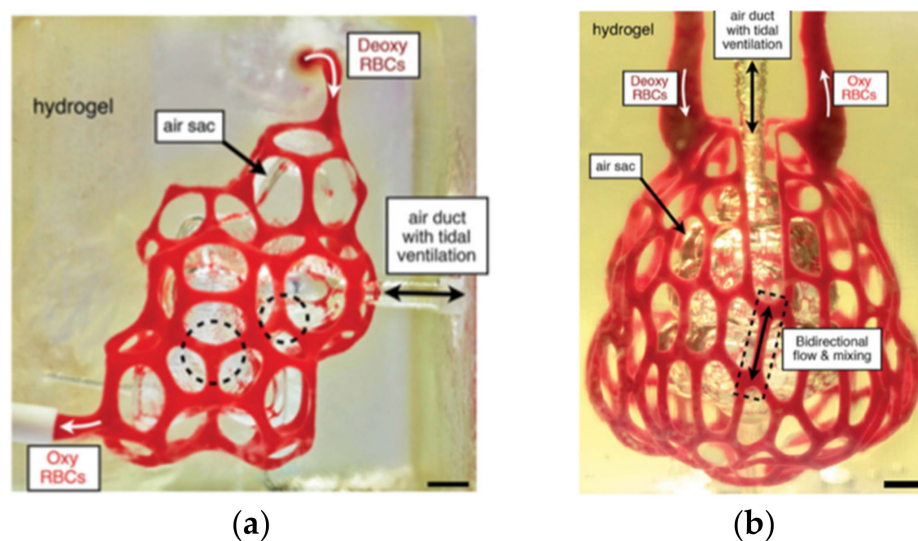 Deoxy
RBCs
hydrogel
air sac
air duct
with tidal
ventilation
Oxy
RBCs
(a)
air duct
with tidal
ventilation
hydrogel
Deoxy
RBCs
Oxy
RBCs
air sac
Bidirectional
flow & mixing
(b)